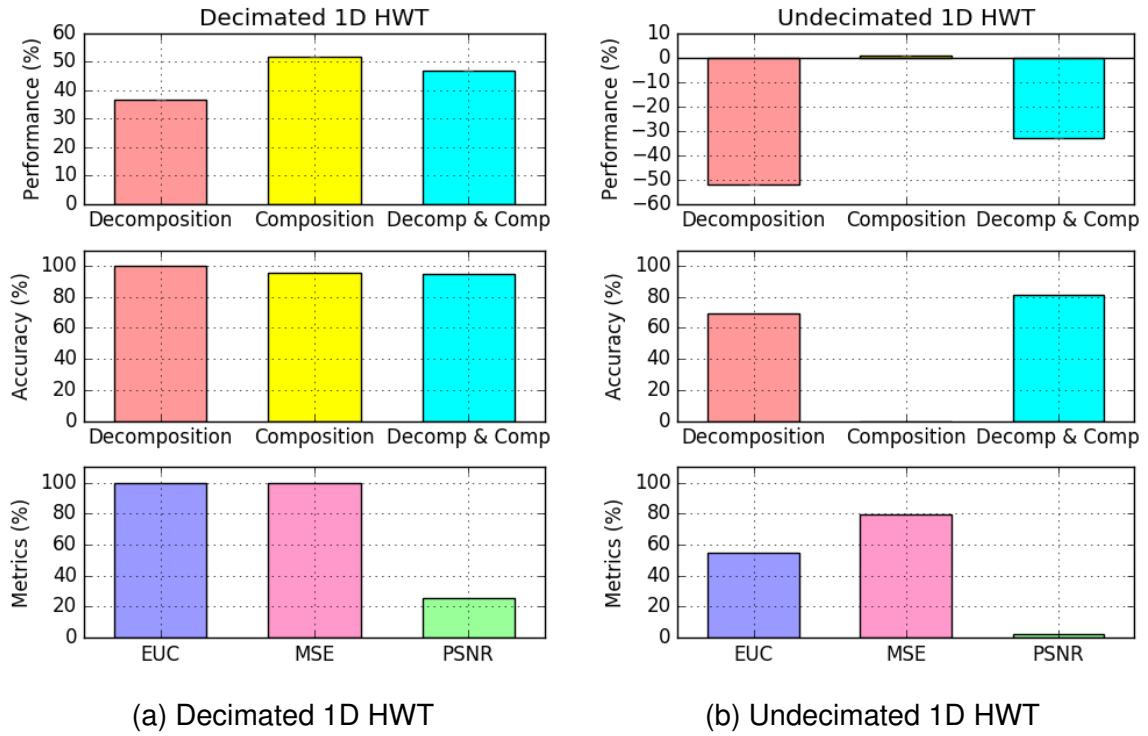 Decimated 1D HWT
Performance (%)
60
50
40
30
20
10
0
Decomposition Composition Decomp & Comp
Accuracy (%)
100
80
60
40
20
0
Decomposition Composition Decomp & Comp
Metrics (%)
100
80
60
40
20
0
EUC MSE PSNR
(a) Decimated 1D HWT
Undecimated 1D HWT
Performance (%)
10
0
−10
−20
−30
−40
−50
−60
Decomposition Composition Decomp & Comp
Accuracy (%)
100
80
60
40
20
0
Decomposition Composition Decomp & Comp
Metrics (%)
100
80
60
40
20
0
EUC MSE PSNR
(b) Undecimated 1D HWT